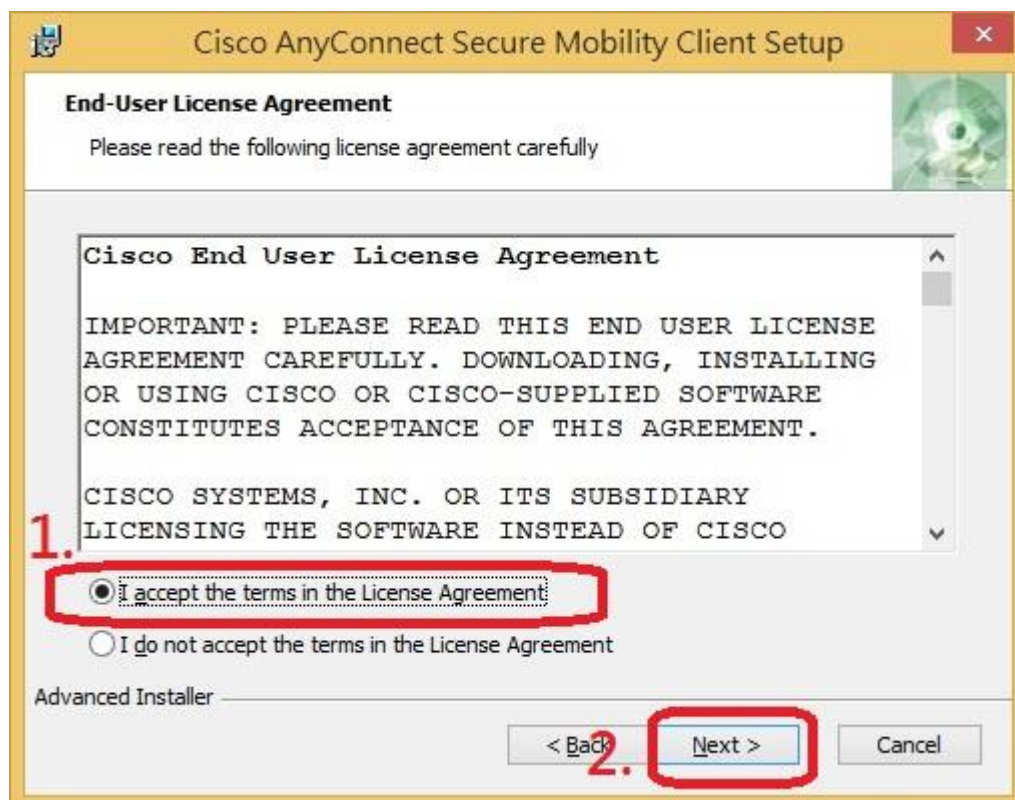 Cisco AnyConnect Secure Mobility Client Setup
End-User License Agreement
Please read the following license agreement carefully
Cisco End User License Agreement
IMPORTANT: PLEASE READ THIS END USER LICENSE
AGREEMENT CAREFULLY. DOWNLOADING, INSTALLING
OR USING CISCO OR CISCO-SUPPLIED SOFTWARE
CONSTITUTES ACCEPTANCE OF THIS AGREEMENT.
CISCO SYSTEMS, INC. OR ITS SUBSIDIARY
LICENSING THE SOFTWARE INSTEAD OF CISCO
1.
I accept the terms in the License Agreement
I do not accept the terms in the License Agreement
Advanced Installer
< Back 2. Next > Cancel